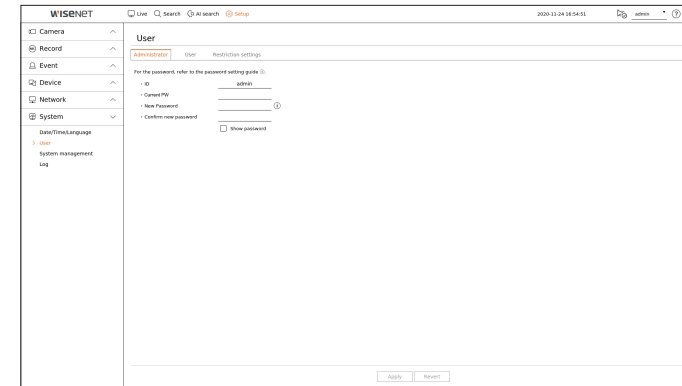 WISENET
Live Search AI search Setup 2020-11-24 16:54:51 admin
Camera
Record
Event
Device
Network
System
Date/Time/Language
> User
System management
Log
User
Administrator User Restriction settings
For the password, refer to the password setting guide
ID admin
Current PW
New Password
Confirm new password
Show password
Apply Revert